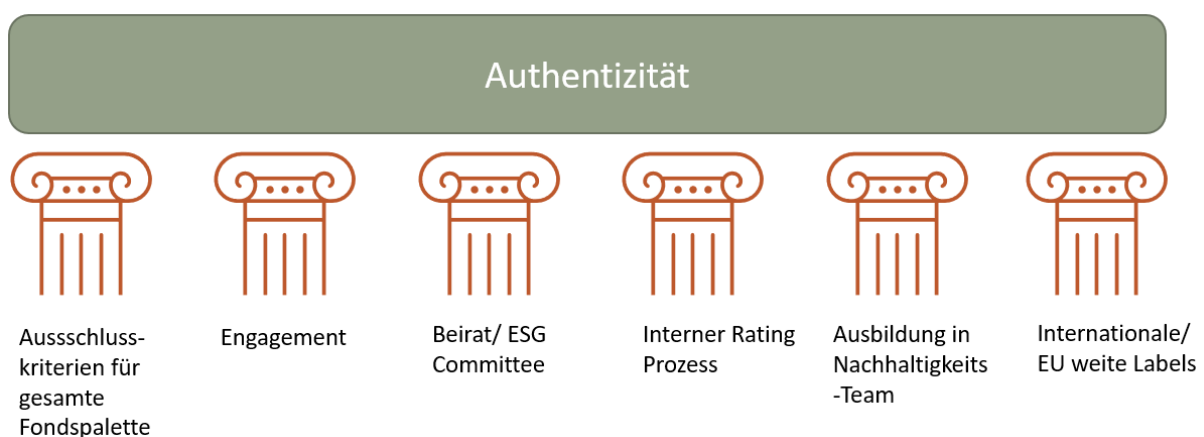 Authentizität
Aussschluss-
kriterien für
gesamte
Fondspalette
Engagement
Beirat/ ESG
Committee
Interner Rating
Prozess
Ausbildung in
Nachhaltigkeits
-Team
Internationale/
EU weite Labels